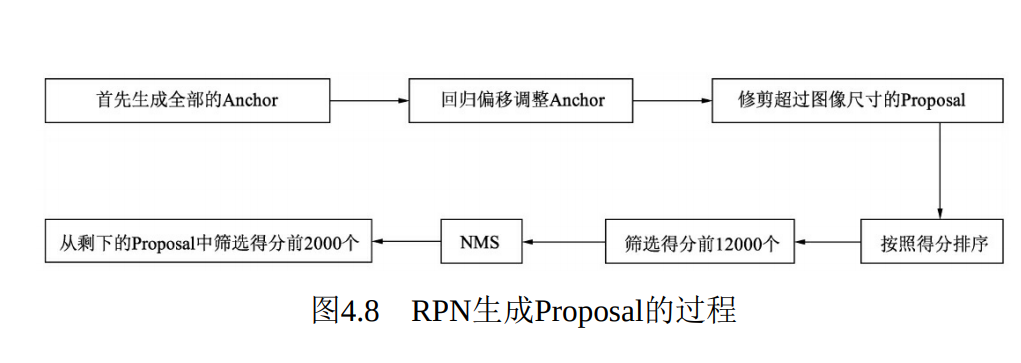 首先生成全部的Anchor
回归偏移调整Anchor
修剪超过图像尺寸的Proposal
按照得分排序
筛选得分前12000个
NMS
从剩下的Proposal中筛选得分前2000个
图4.8 RPN生成Proposal的过程